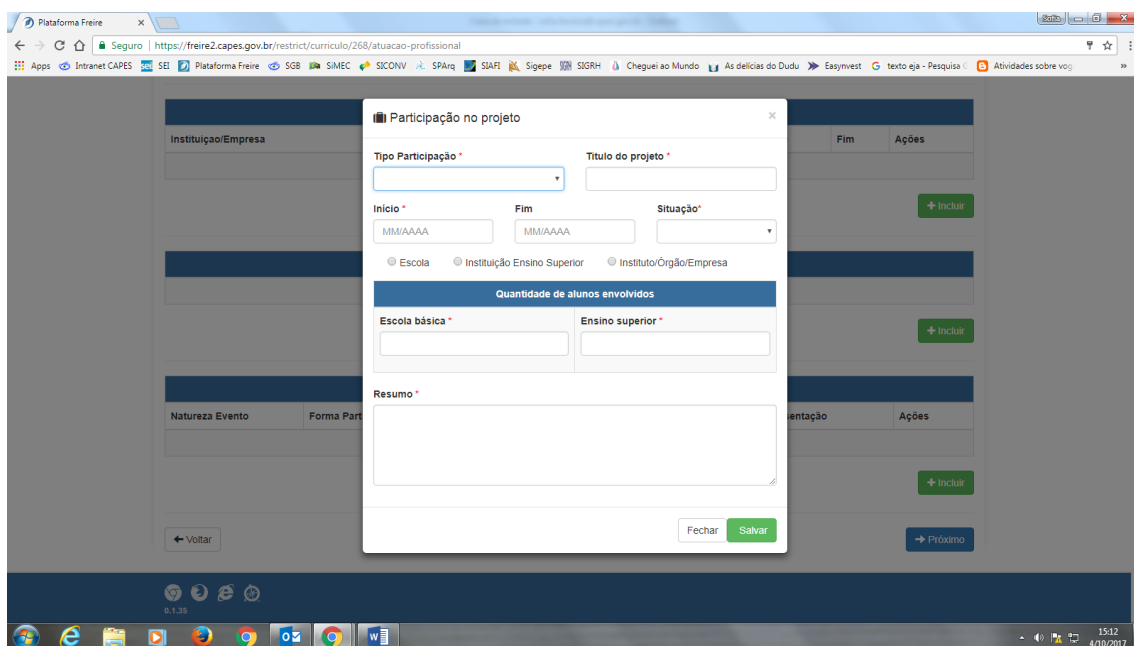 Plataforma Freire
Sofia
Seguro | https://freire2.capes.gov.br/restrict/curriculo/268/atuacao-profissional
Apps Intranet CAPES SEI Plataforma Freire SGB SiMEC SICONV SPArq SIAFI Sigepe SIGRH Cheguei ao Mundo As delícias do Dudu Easynvest texto eja - Pesquisa Atividades sobre vog
Participação no projeto ×
Instituiçao/Empresa Fim Ações
Tipo Participação * Titulo do projeto *
+ Incluir
Início * Fim Situação*
MM/AAAA MM/AAAA
Escola Instituição Ensino Superior Instituto/Órgão/Empresa
Quantidade de alunos envolvidos
Escola básica * Ensino superior *
+ Incluir
Resumo *
Natureza Evento Forma Part entação Ações
+ Incluir
Fechar Salvar
Voltar Próximo
0.1.35
15:12
4/10/2017